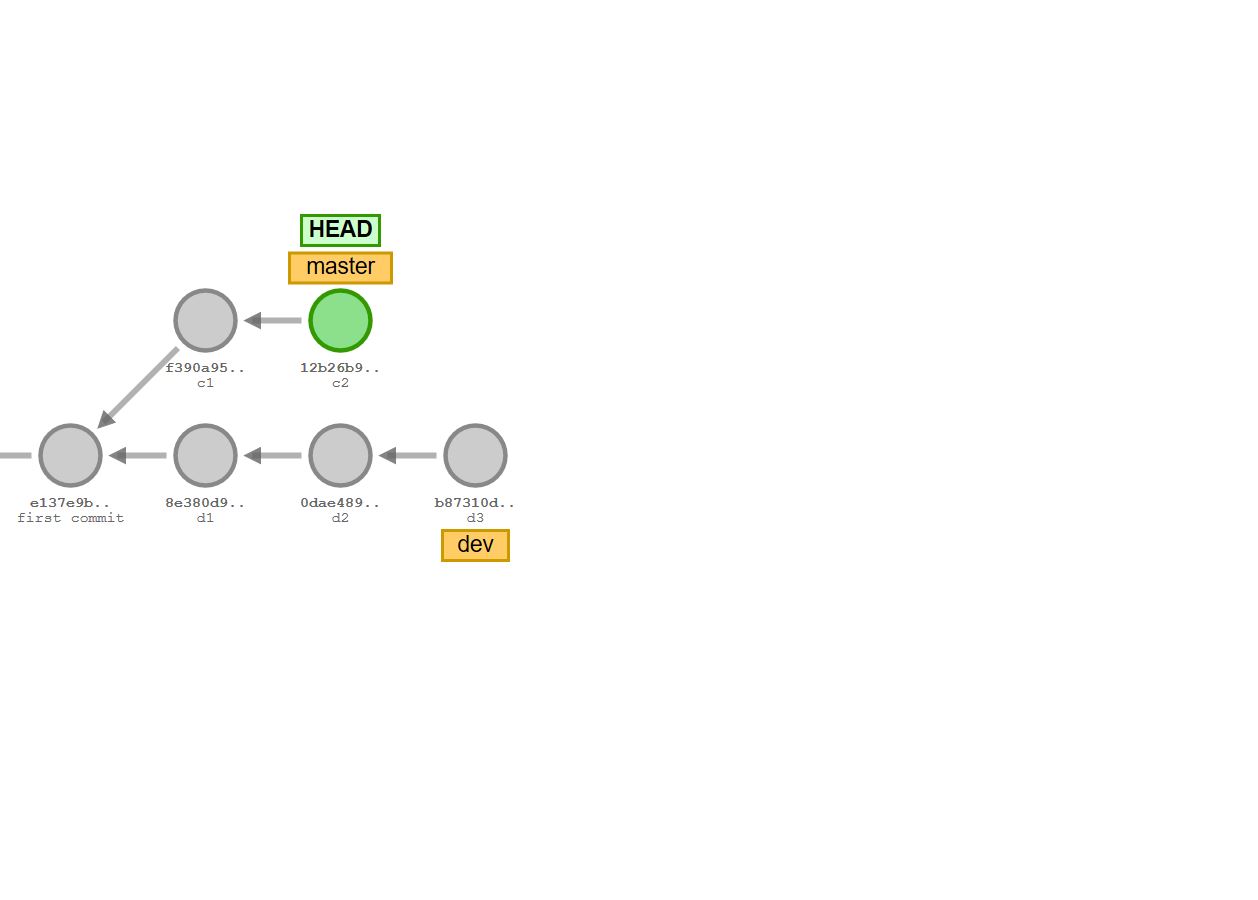 HEAD
master
f390a95..
c1
12b26b9..
c2
e137e9b..
first commit
8e380d9..
d1
0dae489..
d2
b87310d..
d3
dev